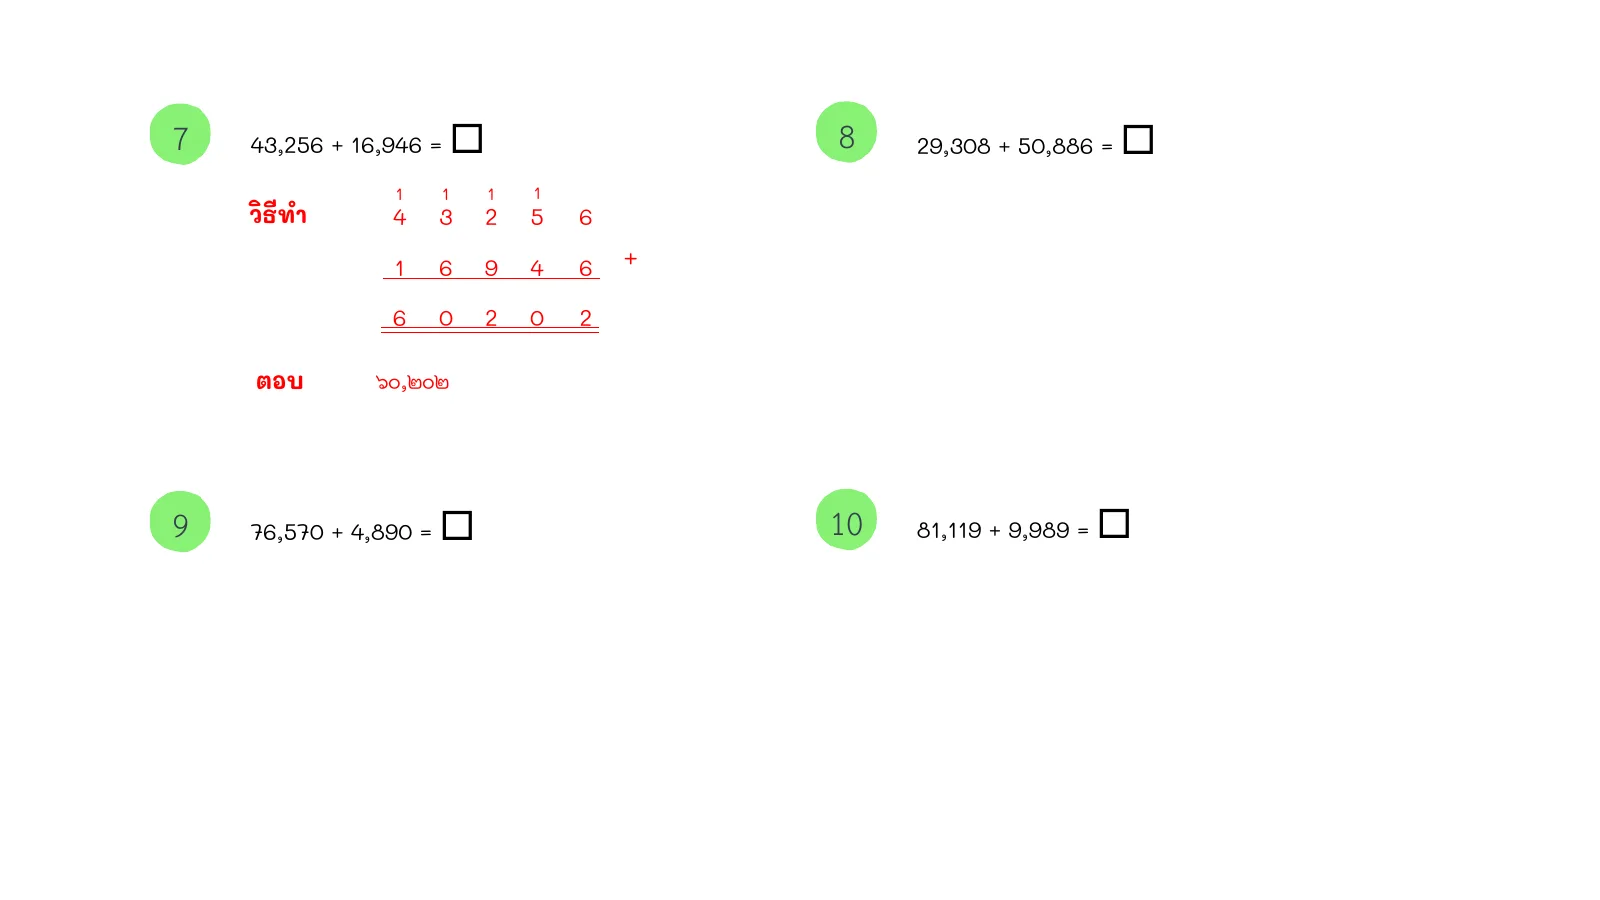 7
43,256 + 16,946 = □
1 1 1 1
วิธีทำ 4 3 2 5 6
+
1 6 9 4 6
6 0 2 0 2
ตอบ ๖๐,๒๐๒
8
29,308 + 50,886 = □
9
76,570 + 4,890 = □
10
81,119 + 9,989 = □